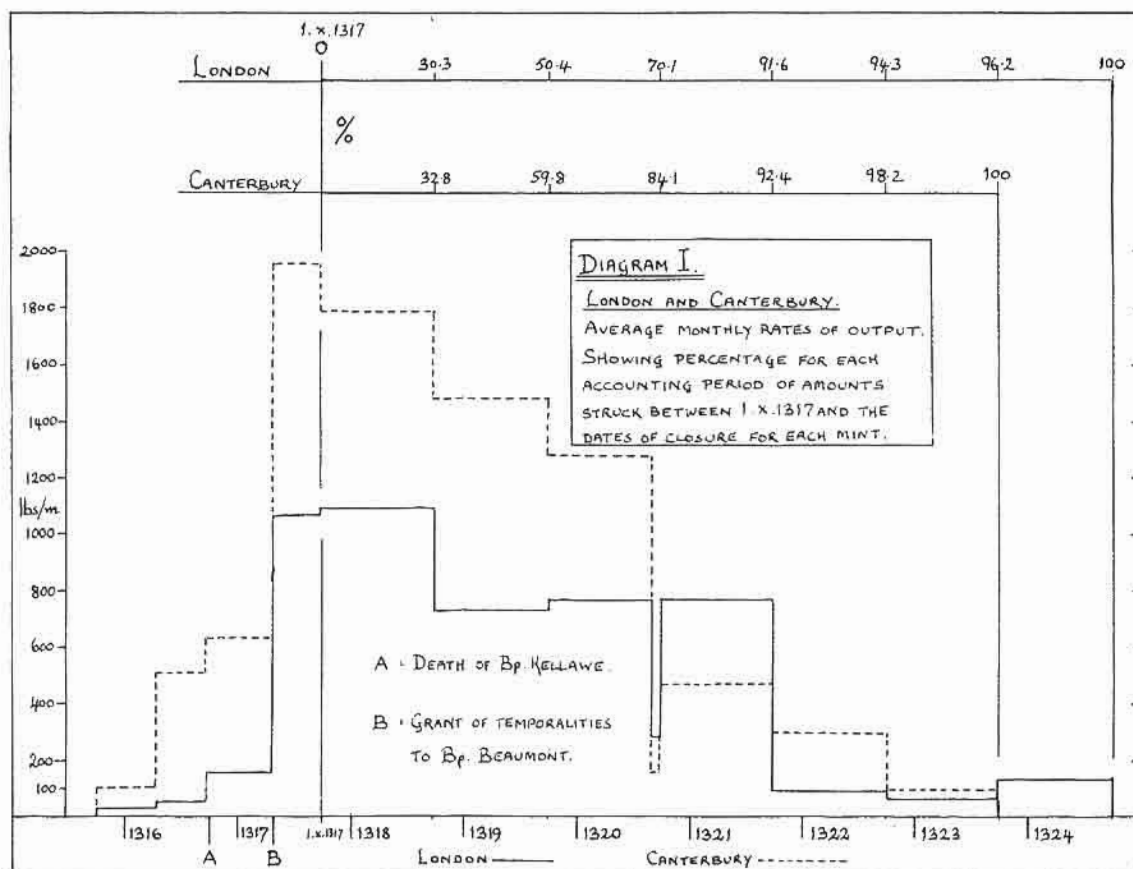 1.x.1317
0
LONDON 30.3 50.4 70.1 91.6 94.3 96.2 100
%
CANTERBURY 32.8 59.8 84.1 92.4 98.2 100
DIAGRAM I.
LONDON AND CANTERBURY.
AVERAGE MONTHLY RATES OF OUTPUT.
SHOWING PERCENTAGE FOR EACH
ACCOUNTING PERIOD OF AMOUNTS
STRUCK BETWEEN 1.x.1317 AND THE
DATES OF CLOSURE FOR EACH MINT.
2000
1800
1600
1400
1200
lbs/m
1000
800
600
400
200
100
A = DEATH OF BP. KELLAWE.
B = GRANT OF TEMPORALITIES
TO BP. BEAUMONT.
1316 1317 1.x.1317 1318 1319 1320 1321 1322 1323 1324
A B LONDON CANTERBURY